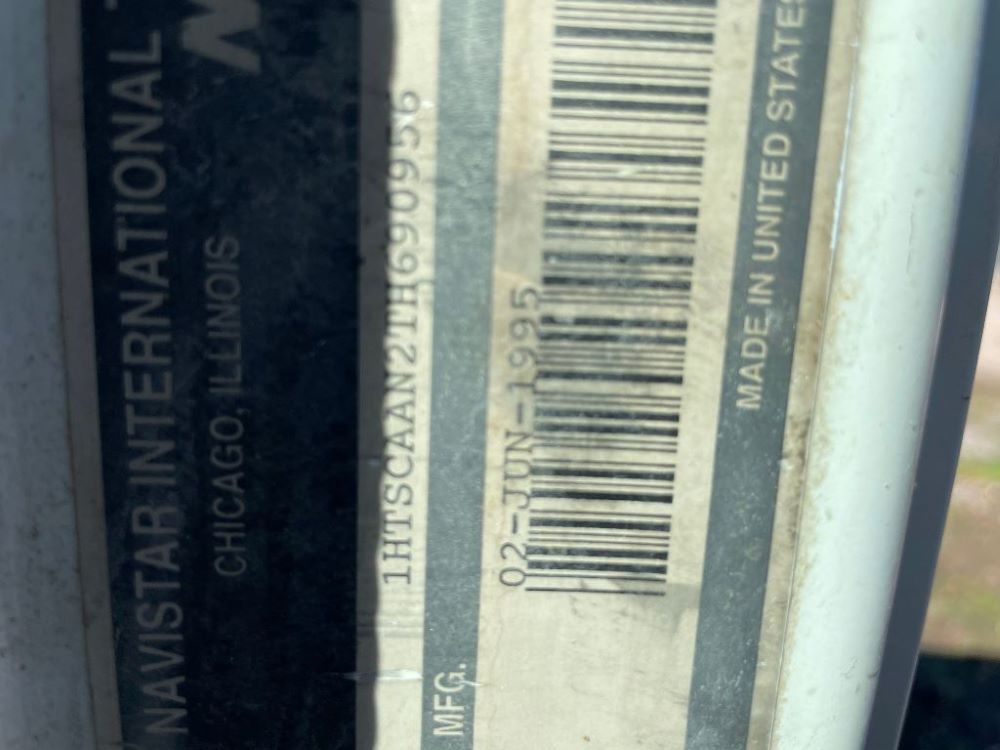 NAVISTAR INTERNATIONAL
CHICAGO, ILLINOIS
1HTSCAAN2TH690956
MFG.
02-JUN-1995
MADE IN UNITED STATES